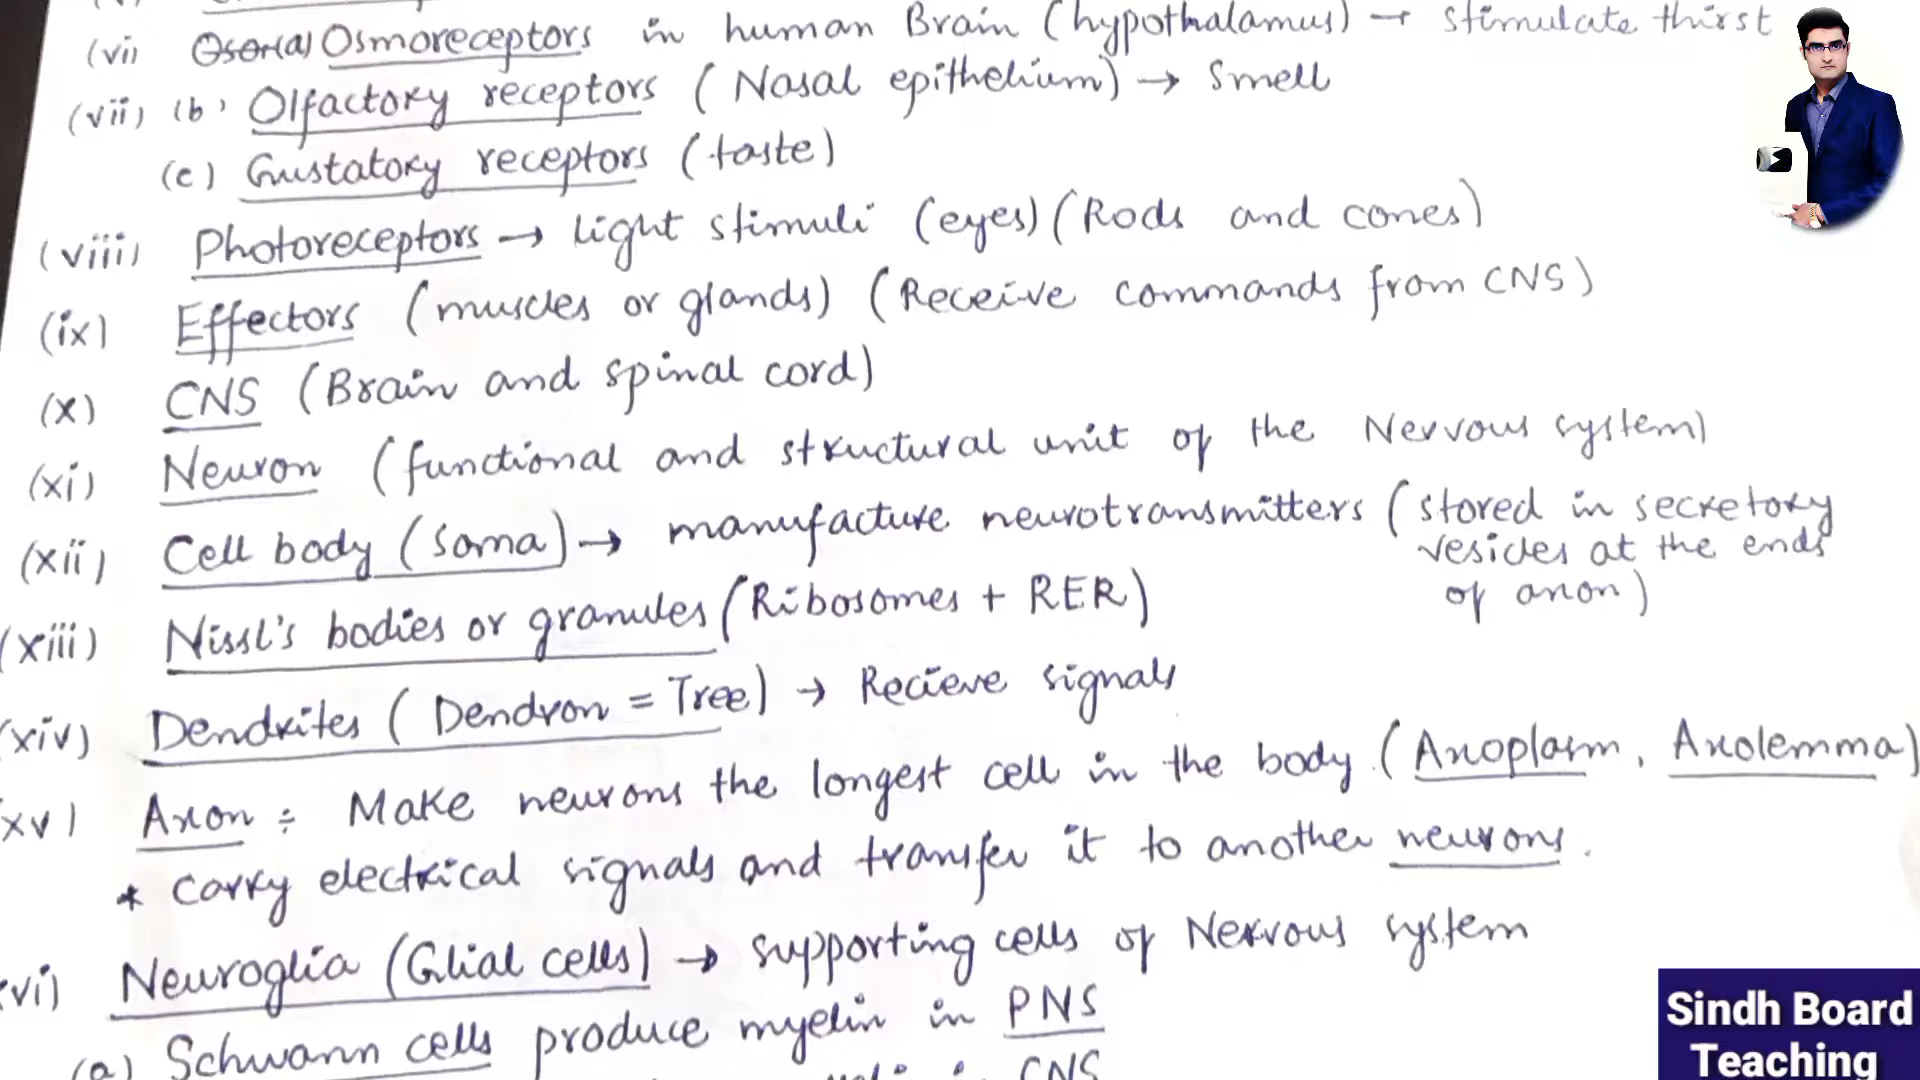 (vii) Osmoreceptors in human Brain (hypothalamus) → stimulate thirst
(vii) (b) Olfactory receptors (Nasal epithelium) → Smell
(c) Gustatory receptors (taste)
(viii) Photoreceptors → light stimuli (eyes) (Rods and cones)
(ix) Effectors (muscles or glands) (Receive commands from CNS)
(x) CNS (Brain and spinal cord)
(xi) Neuron (functional and structural unit of the Nervous system)
(xii) Cell body (Soma) → manufacture neurotransmitters (stored in secretory
vesicles at the ends
of axon)
(xiii) Nissl's bodies or granules (Ribosomes + RER)
(xiv) Dendrites (Dendron = Tree) → Recieve signals
xv) Axon ÷ Make neurons the longest cell in the body. (Axoplasm, Axolemma)
* Carry electrical signals and transfer it to another neurons.
vi) Neuroglia (Glial cells) → supporting cells of Nervous system
(a) Schwann cells produce myelin in PNS
CNS
Sindh Board
Teaching